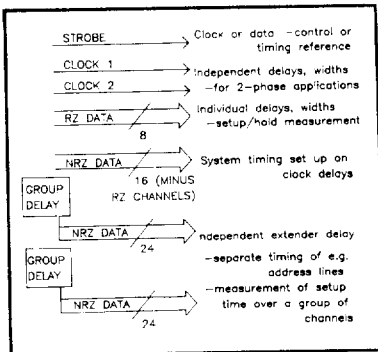 STROBE
Clock or data - control or
timing reference
CLOCK 1
CLOCK 2
Independent delays, widths
-for 2-phase applications
RZ DATA
8
Individual delays, widths
-setup/hold measurement
NRZ DATA
16 (MINUS
RZ CHANNELS)
System timing set up on
clock delays
GROUP
DELAY
NRZ DATA
24
ndependent extender delay
-separate timing of e.g.
address lines
GROUP
DELAY
NRZ DATA
24
-measurement of setup
time over a group of
channels